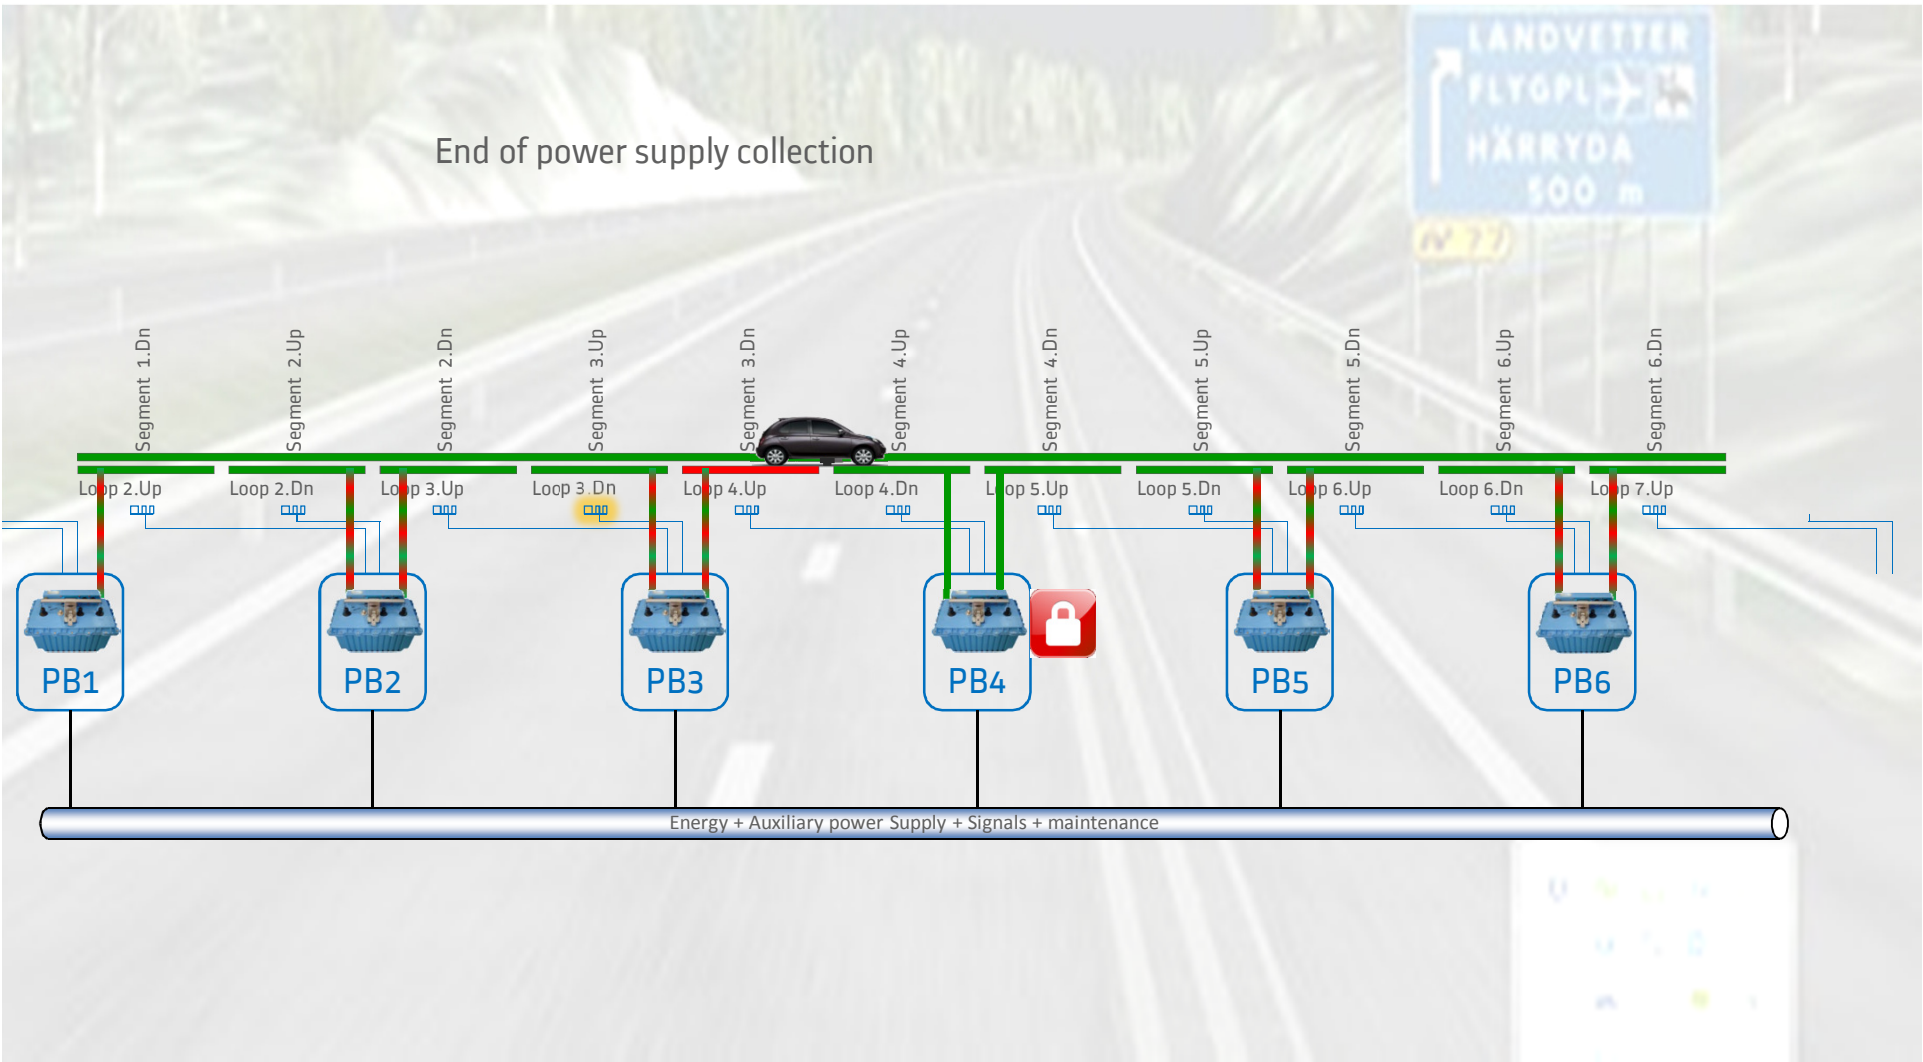 LANDVETTER
FLYGPL
HÄRRYDA
500 m
End of power supply collection
Segment 1.Dn
Segment 2.Up
Segment 2.Dn
Segment 3.Up
Segment 3.Dn
Segment 4.Up
Segment 4.Dn
Segment 5.Up
Segment 5.Dn
Segment 6.Up
Segment 6.Dn
Loop 2.Up
Loop 2.Dn
Loop 3.Up
Loop 3.Dn
Loop 4.Up
Loop 4.Dn
Loop 5.Up
Loop 5.Dn
Loop 6.Up
Loop 6.Dn
Loop 7.Up
PB1
PB2
PB3
PB4
PB5
PB6
Energy + Auxiliary power Supply + Signals + maintenance